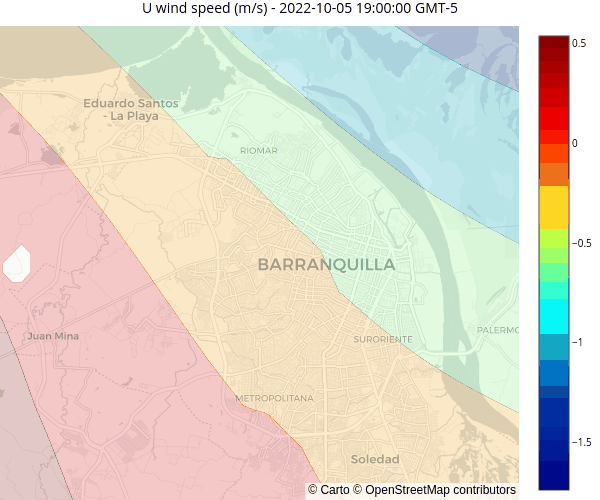 U wind speed (m/s) - 2022-10-05 19:00:00 GMT-5
0.5
Eduardo Santos
- La Playa
0
RIOMAR
−0.5
BARRANQUILLA
PALERMO
Juan Mina
SURORIENTE
−1
METROPOLITANA
−1.5
Soledad
© Carto © OpenStreetMap contributors